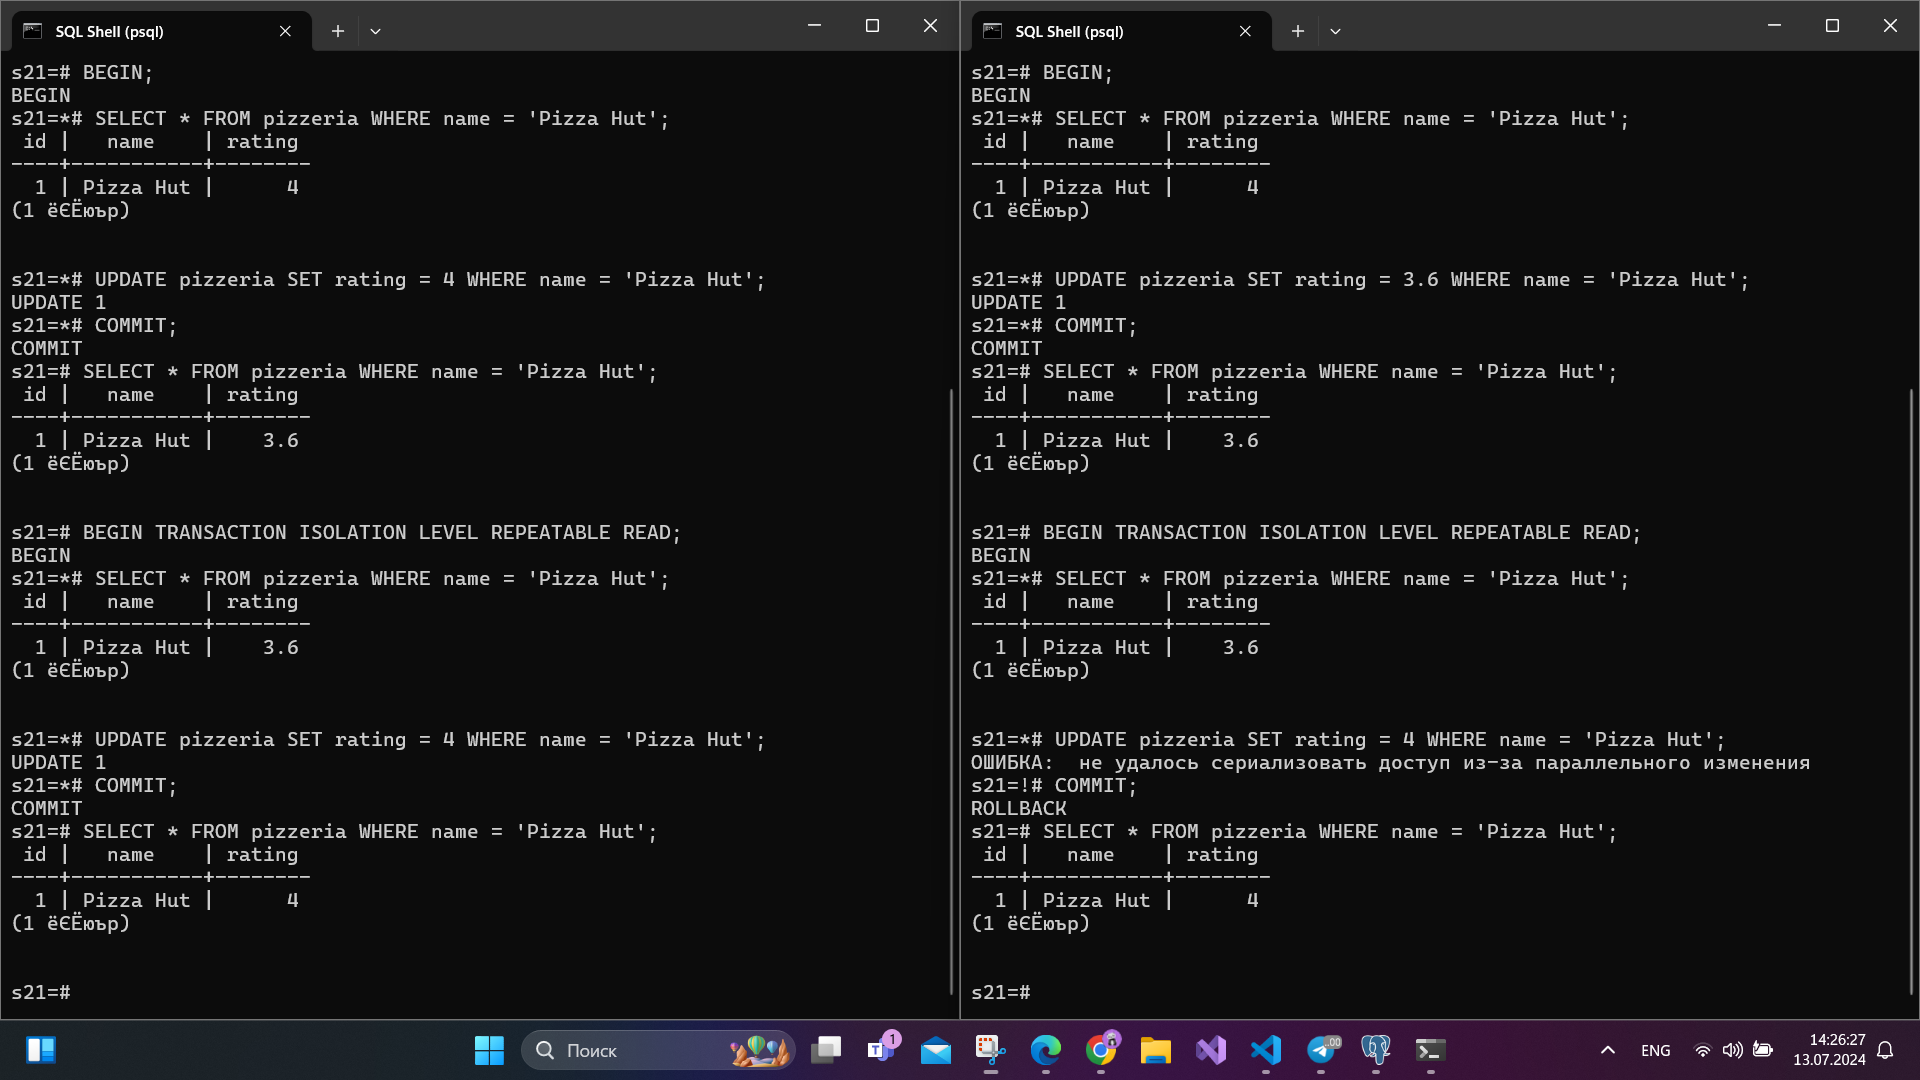 SQL Shell (psql)
s21=# BEGIN;
BEGIN
s21=*# SELECT * FROM pizzeria WHERE name = 'Pizza Hut';
 id |   name    | rating
----+-----------+--------
  1 | Pizza Hut |      4
(1 ёЄЁюър)
s21=*# UPDATE pizzeria SET rating = 4 WHERE name = 'Pizza Hut';
UPDATE 1
s21=*# COMMIT;
COMMIT
s21=# SELECT * FROM pizzeria WHERE name = 'Pizza Hut';
 id |   name    | rating
----+-----------+--------
  1 | Pizza Hut |    3.6
(1 ёЄЁюър)
s21=# BEGIN TRANSACTION ISOLATION LEVEL REPEATABLE READ;
BEGIN
s21=*# SELECT * FROM pizzeria WHERE name = 'Pizza Hut';
 id |   name    | rating
----+-----------+--------
  1 | Pizza Hut |    3.6
(1 ёЄЁюър)
s21=*# UPDATE pizzeria SET rating = 4 WHERE name = 'Pizza Hut';
UPDATE 1
s21=*# COMMIT;
COMMIT
s21=# SELECT * FROM pizzeria WHERE name = 'Pizza Hut';
 id |   name    | rating
----+-----------+--------
  1 | Pizza Hut |      4
(1 ёЄЁюър)
s21=#
SQL Shell (psql)
s21=# BEGIN;
BEGIN
s21=*# SELECT * FROM pizzeria WHERE name = 'Pizza Hut';
 id |   name    | rating
----+-----------+--------
  1 | Pizza Hut |      4
(1 ёЄЁюър)
s21=*# UPDATE pizzeria SET rating = 3.6 WHERE name = 'Pizza Hut';
UPDATE 1
s21=*# COMMIT;
COMMIT
s21=# SELECT * FROM pizzeria WHERE name = 'Pizza Hut';
 id |   name    | rating
----+-----------+--------
  1 | Pizza Hut |    3.6
(1 ёЄЁюър)
s21=# BEGIN TRANSACTION ISOLATION LEVEL REPEATABLE READ;
BEGIN
s21=*# SELECT * FROM pizzeria WHERE name = 'Pizza Hut';
 id |   name    | rating
----+-----------+--------
  1 | Pizza Hut |    3.6
(1 ёЄЁюър)
s21=*# UPDATE pizzeria SET rating = 4 WHERE name = 'Pizza Hut';
ОШИБКА:  не удалось сериализовать доступ из-за параллельного изменения
s21=!# COMMIT;
ROLLBACK
s21=# SELECT * FROM pizzeria WHERE name = 'Pizza Hut';
 id |   name    | rating
----+-----------+--------
  1 | Pizza Hut |      4
(1 ёЄЁюър)
s21=#
Поиск
1
.00
ENG
14:26:27
13.07.2024